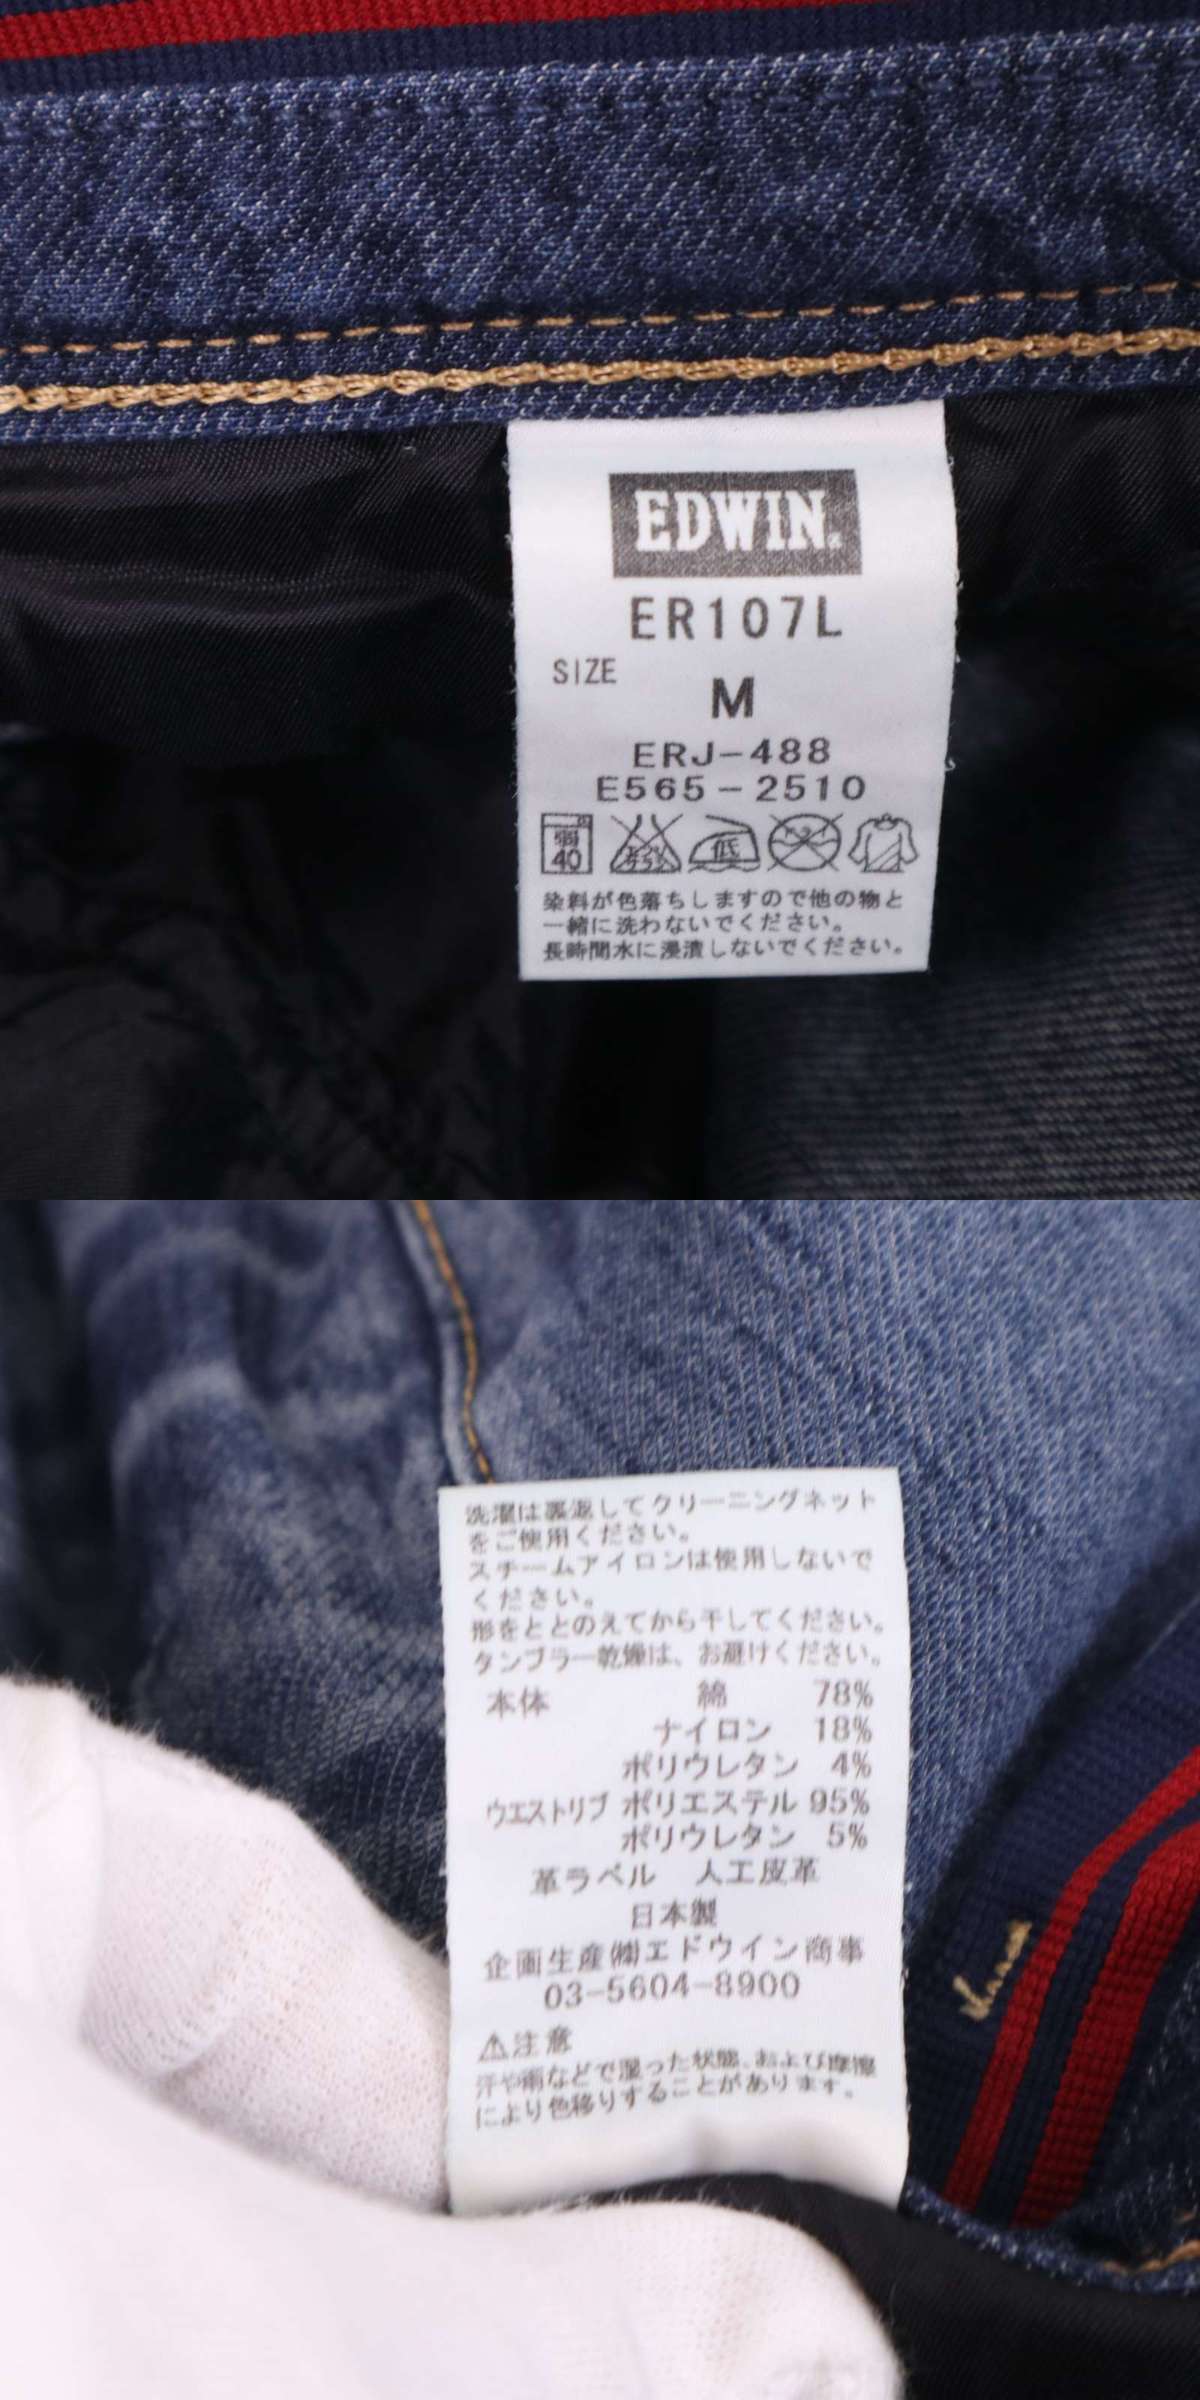 EDWIN.
ER107L
SIZE
M
ERJ-488
E565-2510
弱
40
低
染料が色落ちしますので他の物と
一緒に洗わないでください。
長時間水に浸漬しないでください。
洗濯は裏返してクリーニングネット
をご使用ください。
スチームアイロンは使用しないで
ください。
形をととのえてから干してください。
タンブラー乾燥は、お避けください。
本体 綿 78%
ナイロン 18%
ポリウレタン 4%
ウエストリブ ポリエステル 95%
ポリウレタン 5%
革ラベル 人工皮革
日本製
企画生産㈱エドウイン商事
03-5604-8900
⚠注意
汗や雨などで湿った状態、および摩擦
により色移りすることがあります。